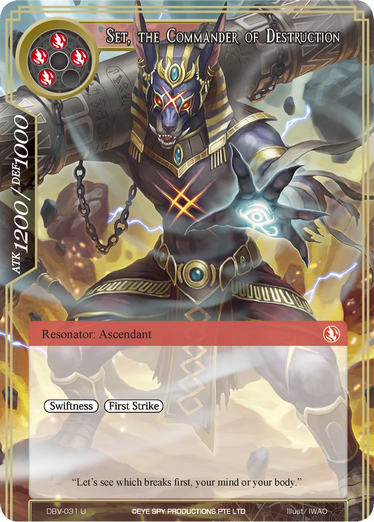 Set, the Commander of Destruction
ATK 1200 / DEF 1000
Resonator: Ascendant
Swiftness First Strike
“Let’s see which breaks first, your mind or your body.”
DBV-031 U ©EYE SPY PRODUCTIONS PTE LTD Illust/ IWAO